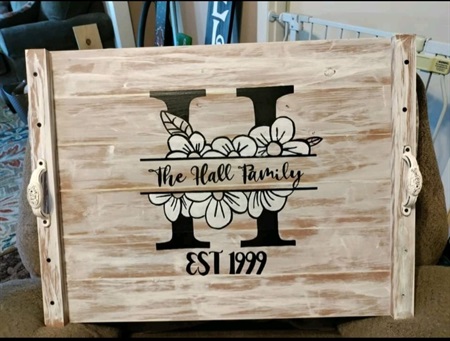 H
The Hall Family
EST 1999